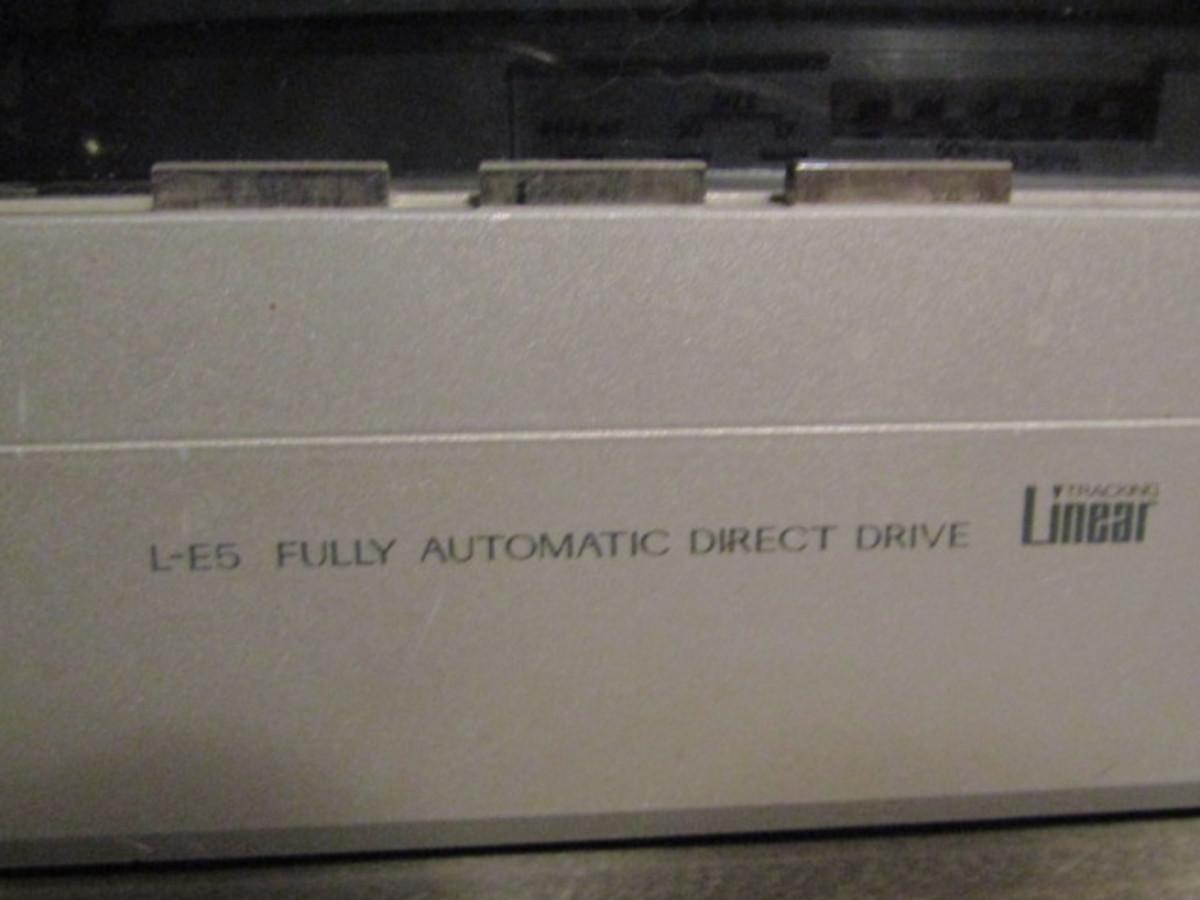 L-E5 FULLY AUTOMATIC DIRECT DRIVE
TRACKING
Linear